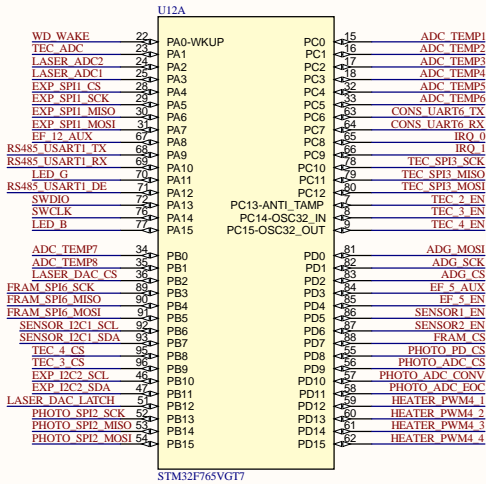 U12A
WD_WAKE 22 PA0-WKUP PC0 15 ADC_TEMP1
TEC_ADC 23 PA1 PC1 16 ADC_TEMP2
LASER_ADC2 24 PA2 PC2 17 ADC_TEMP3
LASER_ADC1 25 PA3 PC3 18 ADC_TEMP4
EXP_SPI1_CS 28 PA4 PC4 32 ADC_TEMP5
EXP_SPI1_SCK 29 PA5 PC5 33 ADC_TEMP6
EXP_SPI1_MISO 30 PA6 PC6 63 CONS_UART6_TX
EXP_SPI1_MOSI 31 PA7 PC7 64 CONS_UART6_RX
EF_12_AUX 67 PA8 PC8 65 IRQ_0
RS485_USART1_TX 68 PA9 PC9 66 IRQ_1
RS485_USART1_RX 69 PA10 PC10 78 TEC_SPI3_SCK
LED_G 70 PA11 PC11 79 TEC_SPI3_MISO
RS485_USART1_DE 71 PA12 PC12 80 TEC_SPI3_MOSI
SWDIO 72 PA13 PC13-ANTI_TAMP 7 TEC_2_EN
SWCLK 76 PA14 PC14-OSC32_IN 8 TEC_3_EN
LED_B 77 PA15 PC15-OSC32_OUT 9 TEC_4_EN
ADC_TEMP7 34 PB0 PD0 81 ADG_MOSI
ADC_TEMP8 35 PB1 PD1 82 ADG_SCK
LASER_DAC_CS 36 PB2 PD2 83 ADG_CS
FRAM_SPI6_SCK 89 PB3 PD3 84 EF_5_AUX
FRAM_SPI6_MISO 90 PB4 PD4 85 EF_5_EN
FRAM_SPI6_MOSI 91 PB5 PD5 86 SENSOR1_EN
SENSOR_I2C1_SCL 92 PB6 PD6 87 SENSOR2_EN
SENSOR_I2C1_SDA 93 PB7 PD7 88 FRAM_CS
TEC_4_CS 95 PB8 PD8 55 PHOTO_PD_CS
TEC_3_CS 96 PB9 PD9 56 PHOTO_ADC_CS
EXP_I2C2_SCL 46 PB10 PD10 57 PHOTO_ADC_CONV
EXP_I2C2_SDA 47 PB11 PD11 58 PHOTO_ADC_EOC
LASER_DAC_LATCH 51 PB12 PD12 59 HEATER_PWM4_1
PHOTO_SPI2_SCK 52 PB13 PD13 60 HEATER_PWM4_2
PHOTO_SPI2_MISO 53 PB14 PD14 61 HEATER_PWM4_3
PHOTO_SPI2_MOSI 54 PB15 PD15 62 HEATER_PWM4_4
STM32F765VGT7